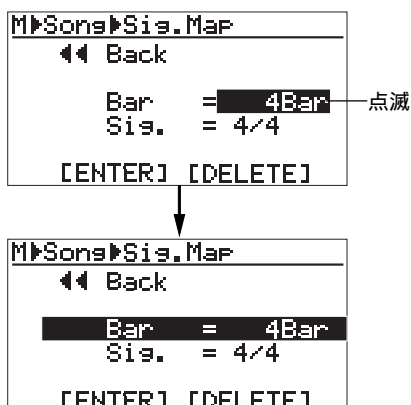 M▶Song▶Sig.Map
◀◀ Back
Bar = 4Bar 点滅
Sig. = 4/4
[ENTER] [DELETE]
M▶Song▶Sig.Map
◀◀ Back
Bar = 4Bar
Sig. = 4/4
[ENTER] [DELETE]